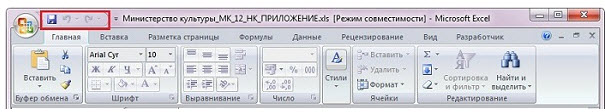 Министерство культуры_МК_12_НК_ПРИЛОЖЕНИЕ.xls [Режим совместимости] - Microsoft Excel
Главная Вставка Разметка страницы Формулы Данные Рецензирование Вид Разработчик
Arial Cyr 10 Вставить Σ
Ж К Ч А А % 000 Удалить
Вставить Стили Формат Сортировка и фильтр Найти и выделить
Буфер обмена Шрифт Выравнивание Число Ячейки Редактирование